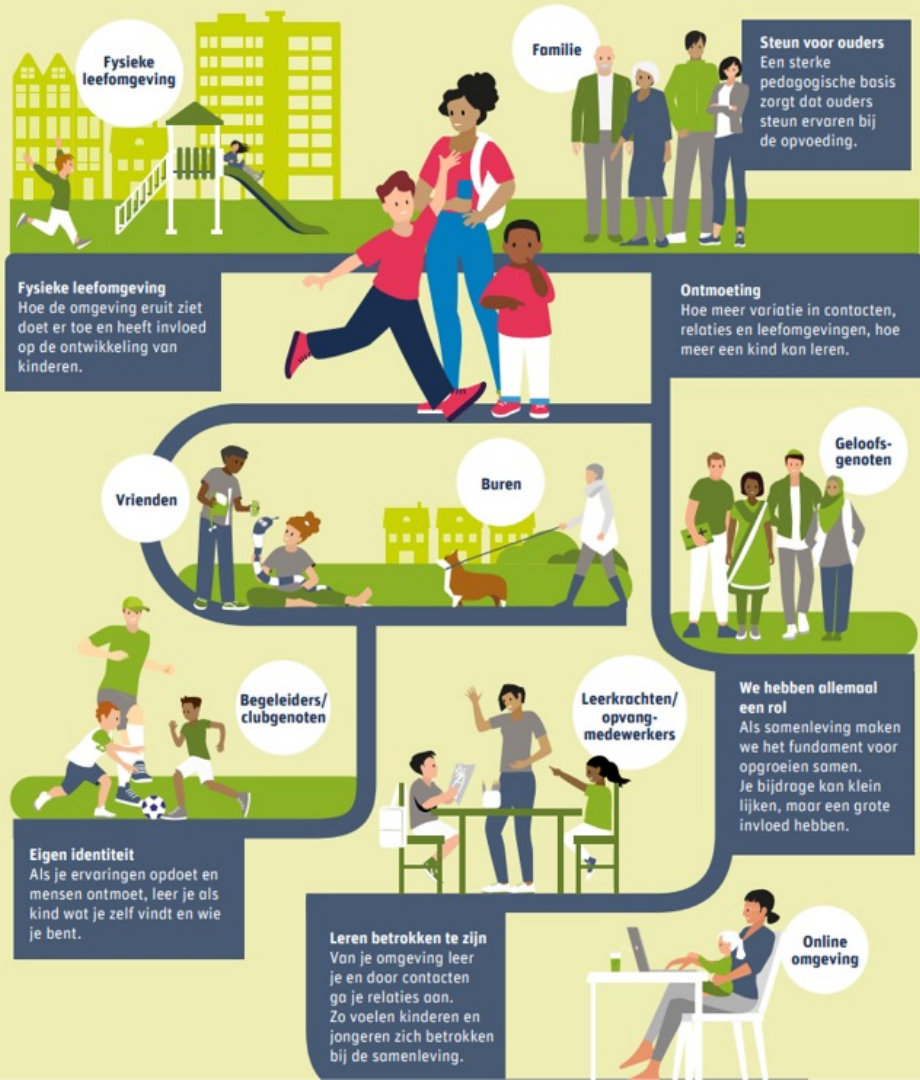 Fysieke
leefomgeving
Familie
Steun voor ouders
Een sterke
pedagogische basis
zorgt dat ouders
steun ervaren bij
de opvoeding.
Fysieke leefomgeving
Hoe de omgeving eruit ziet
doet er toe en heeft invloed
op de ontwikkeling van
kinderen.
Ontmoeting
Hoe meer variatie in contacten,
relaties en leefomgevingen, hoe
meer een kind kan leren.
Vrienden
Buren
Geloofs-
genoten
Begeleiders/
clubgenoten
Leerkrachten/
opvang-
medewerkers
We hebben allemaal
een rol
Als samenleving maken
we het fundament voor
opgroeien samen.
Je bijdrage kan klein
lijken, maar een grote
invloed hebben.
Eigen identiteit
Als je ervaringen opdoet en
mensen ontmoet, leer je als
kind wat je zelf vindt en wie
je bent.
Leren betrokken te zijn
Van je omgeving leer
je en door contacten
ga je relaties aan.
Zo voelen kinderen en
jongeren zich betrokken
bij de samenleving.
Online
omgeving